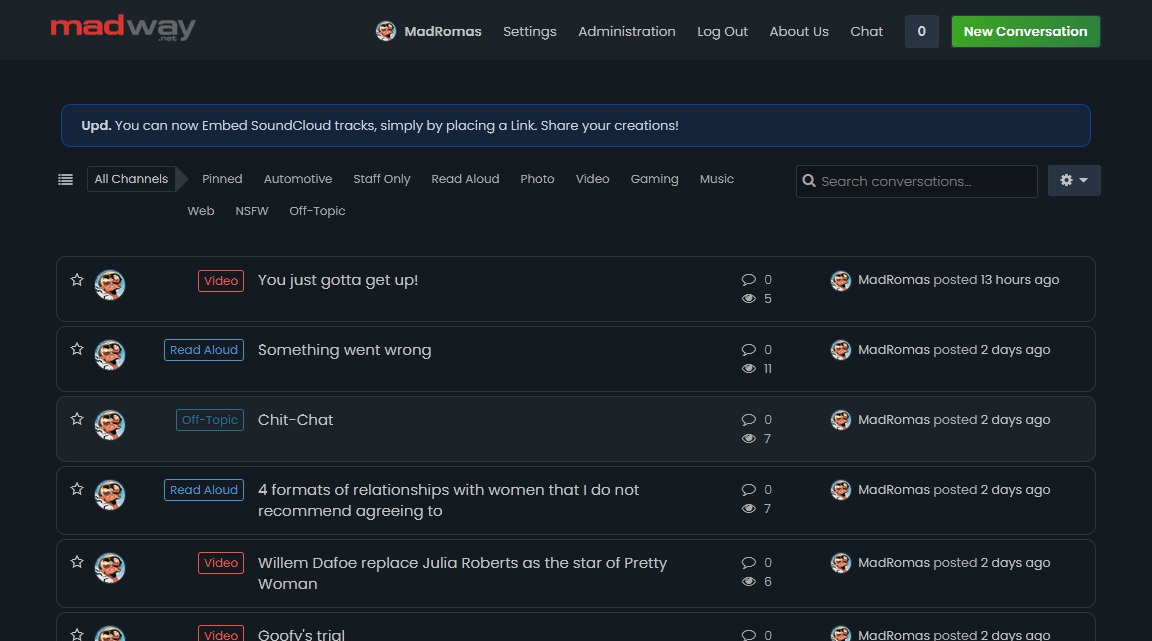 madway
.net
MadRomas Settings Administration Log Out About Us Chat 0 New Conversation
Upd. You can now Embed SoundCloud tracks, simply by placing a Link. Share your creations!
All Channels Pinned Automotive Staff Only Read Aloud Photo Video Gaming Music Search conversations...
Web NSFW Off-Topic
Video You just gotta get up! 0 MadRomas posted 13 hours ago
5
Read Aloud Something went wrong 0 MadRomas posted 2 days ago
11
Off-Topic Chit-Chat 0 MadRomas posted 2 days ago
7
Read Aloud 4 formats of relationships with women that I do not 0 MadRomas posted 2 days ago
recommend agreeing to 7
Video Willem Dafoe replace Julia Roberts as the star of Pretty 0 MadRomas posted 2 days ago
Woman 6
Video Goofy's trial 0 MadRomas posted 2 days ago